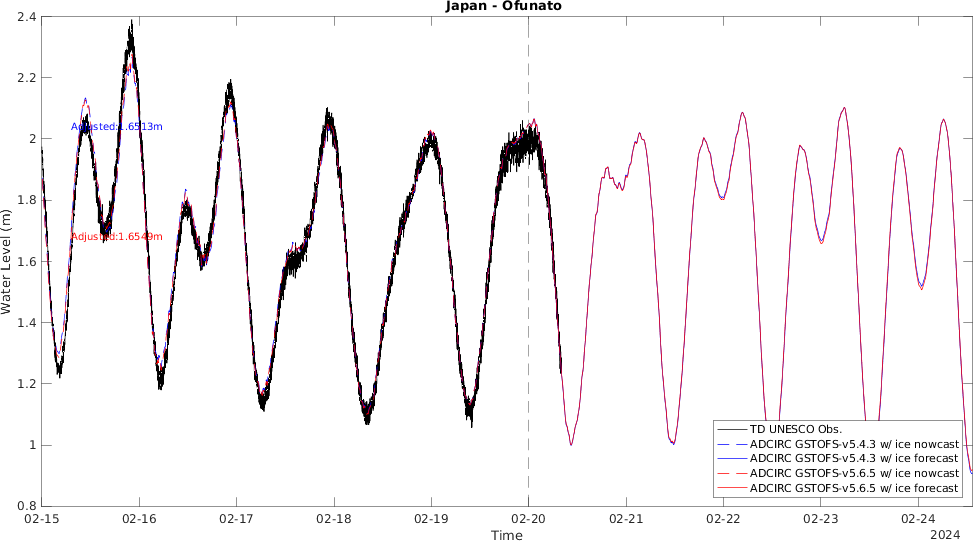 Japan - Ofunato
2.4
2.2
2
1.8
1.6
1.4
1.2
1
0.8
Water Level (m)
Adjusted:1.6513m
Adjusted:1.6549m
TD UNESCO Obs.
ADCIRC GSTOFS-v5.4.3 w/ ice nowcast
ADCIRC GSTOFS-v5.4.3 w/ ice forecast
ADCIRC GSTOFS-v5.6.5 w/ ice nowcast
ADCIRC GSTOFS-v5.6.5 w/ ice forecast
02-15 02-16 02-17 02-18 02-19 02-20 02-21 02-22 02-23 02-24
Time
2024